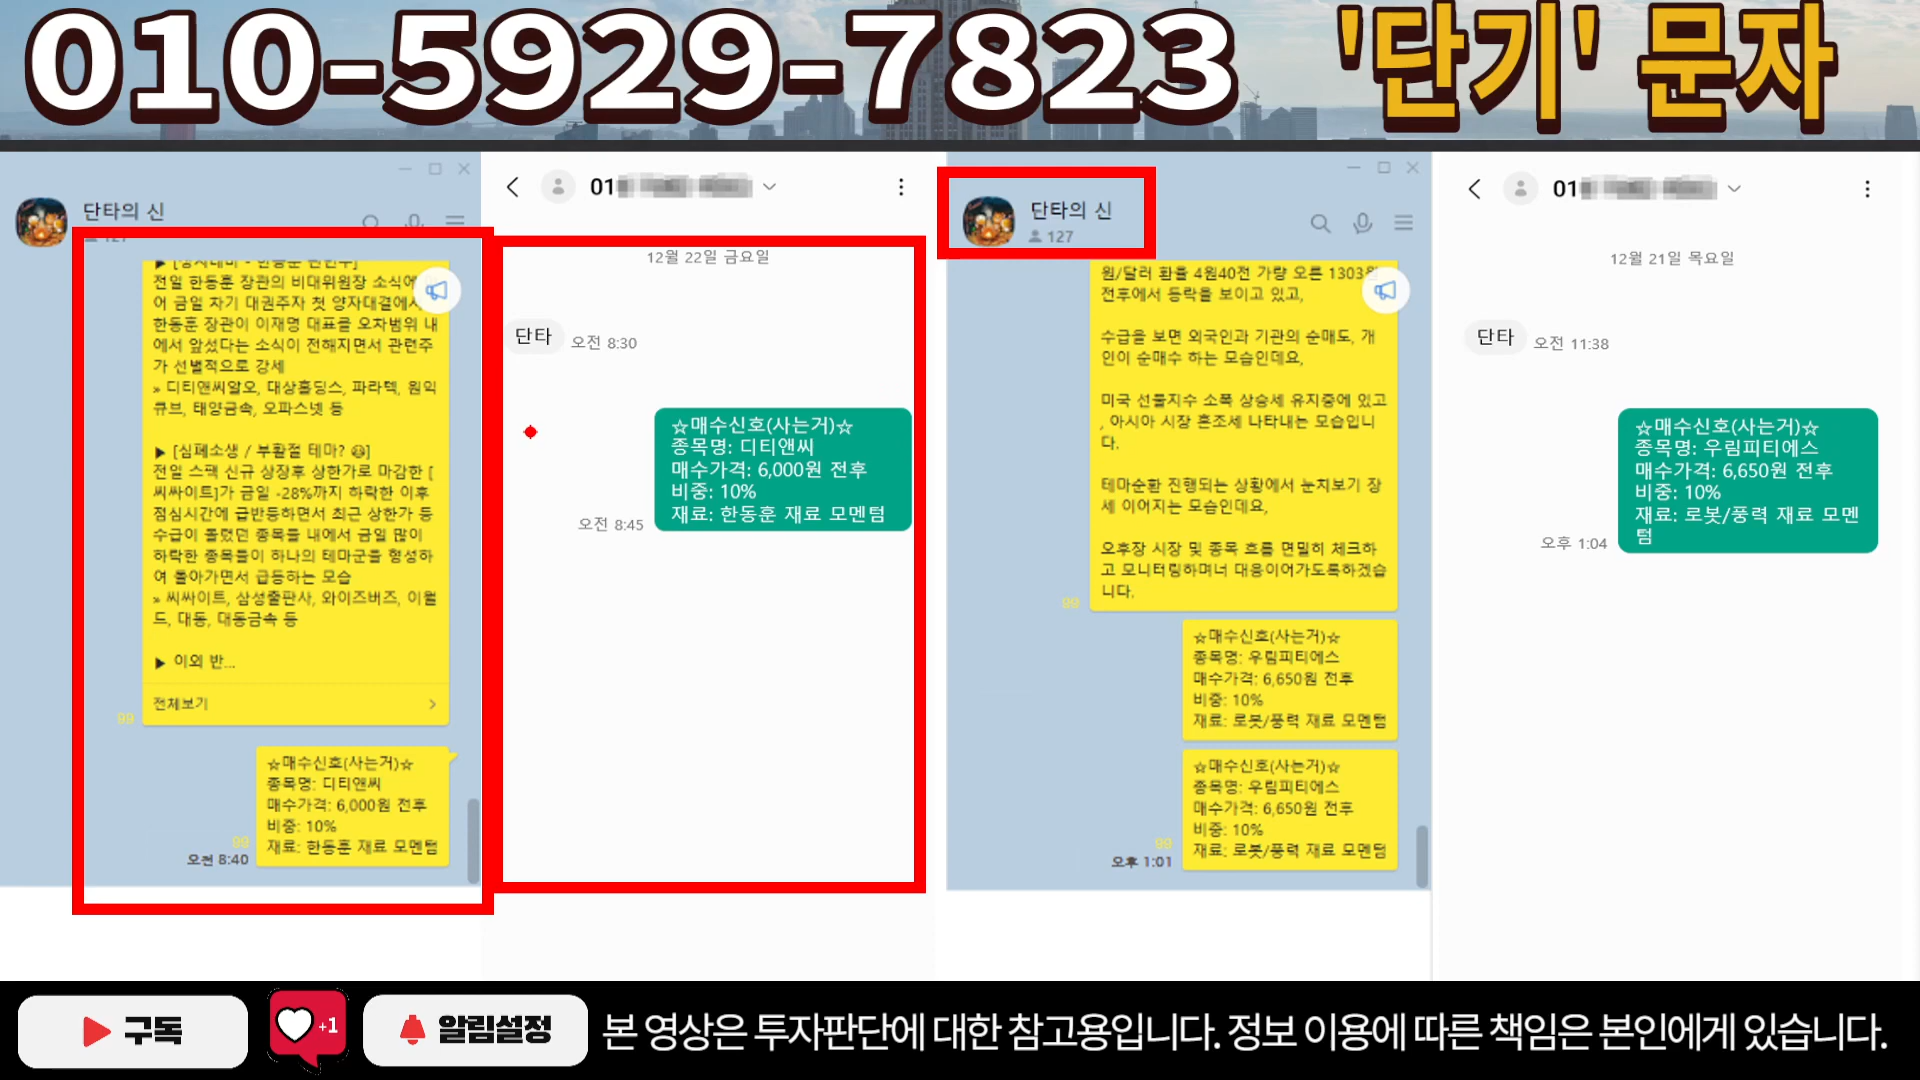 010-5929-7823 '단기' 문자
단타의 신
전일 한동훈 장관의 비대위원장 소식에
어 금일 차기 대권주자 첫 양자대결에서
한동훈 장관이 이재명 대표를 오차범위 내
에서 앞섰다는 소식이 전해지면서 관련주
가 선별적으로 강세
» 디티앤씨알오, 대상홀딩스, 파라텍, 원익
큐브, 태양금속, 오파스넷 등
▶ [심폐소생 / 부활절 테마? 😆]
전일 스팩 신규 상장후 상한가로 마감한 [
씨싸이트]가 금일 -28%까지 하락한 이후
점심시간에 급반등하면서 최근 상한가 등
수급이 쏠렸던 종목들 내에서 금일 많이
하락한 종목들이 하나의 테마군을 형성하
여 돌아가면서 급등하는 모습
» 씨싸이트, 삼성출판사, 와이즈버즈, 이월
드, 대동, 대동금속 등
▶ 이외 반...
전체보기
99
☆매수신호(사는거)☆
종목명: 디티앤씨
매수가격: 6,000원 전후
비중: 10%
재료: 한동훈 재료 모멘텀
99
오전 8:40
01
12월 22일 금요일
단타 오전 8:30
☆매수신호(사는거)☆
종목명: 디티앤씨
매수가격: 6,000원 전후
비중: 10%
재료: 한동훈 재료 모멘텀
오전 8:45
단타의 신
127
원/달러 환율 4원40전 가량 오른 1303원
전후에서 등락을 보이고 있고,
수급을 보면 외국인과 기관의 순매도, 개
인이 순매수 하는 모습인데요,
미국 선물지수 소폭 상승세 유지중에 있고
, 아시아 시장 혼조세 나타내는 모습입니
다.
테마순환 진행되는 상황에서 눈치보기 장
세 이어지는 모습인데요,
오후장 시장 및 종목 흐름 면밀히 체크하
고 모니터링하며너 대응이어가도록하겠습
니다.
99
☆매수신호(사는거)☆
종목명: 우림피티에스
매수가격: 6,650원 전후
비중: 10%
재료: 로봇/풍력 재료 모멘텀
☆매수신호(사는거)☆
종목명: 우림피티에스
매수가격: 6,650원 전후
비중: 10%
재료: 로봇/풍력 재료 모멘텀
99
오후 1:01
01
12월 21일 목요일
단타 오전 11:38
☆매수신호(사는거)☆
종목명: 우림피티에스
매수가격: 6,650원 전후
비중: 10%
재료: 로봇/풍력 재료 모멘
텀
오후 1:04
구독 +1 알림설정 본 영상은 투자판단에 대한 참고용입니다. 정보 이용에 따른 책임은 본인에게 있습니다.